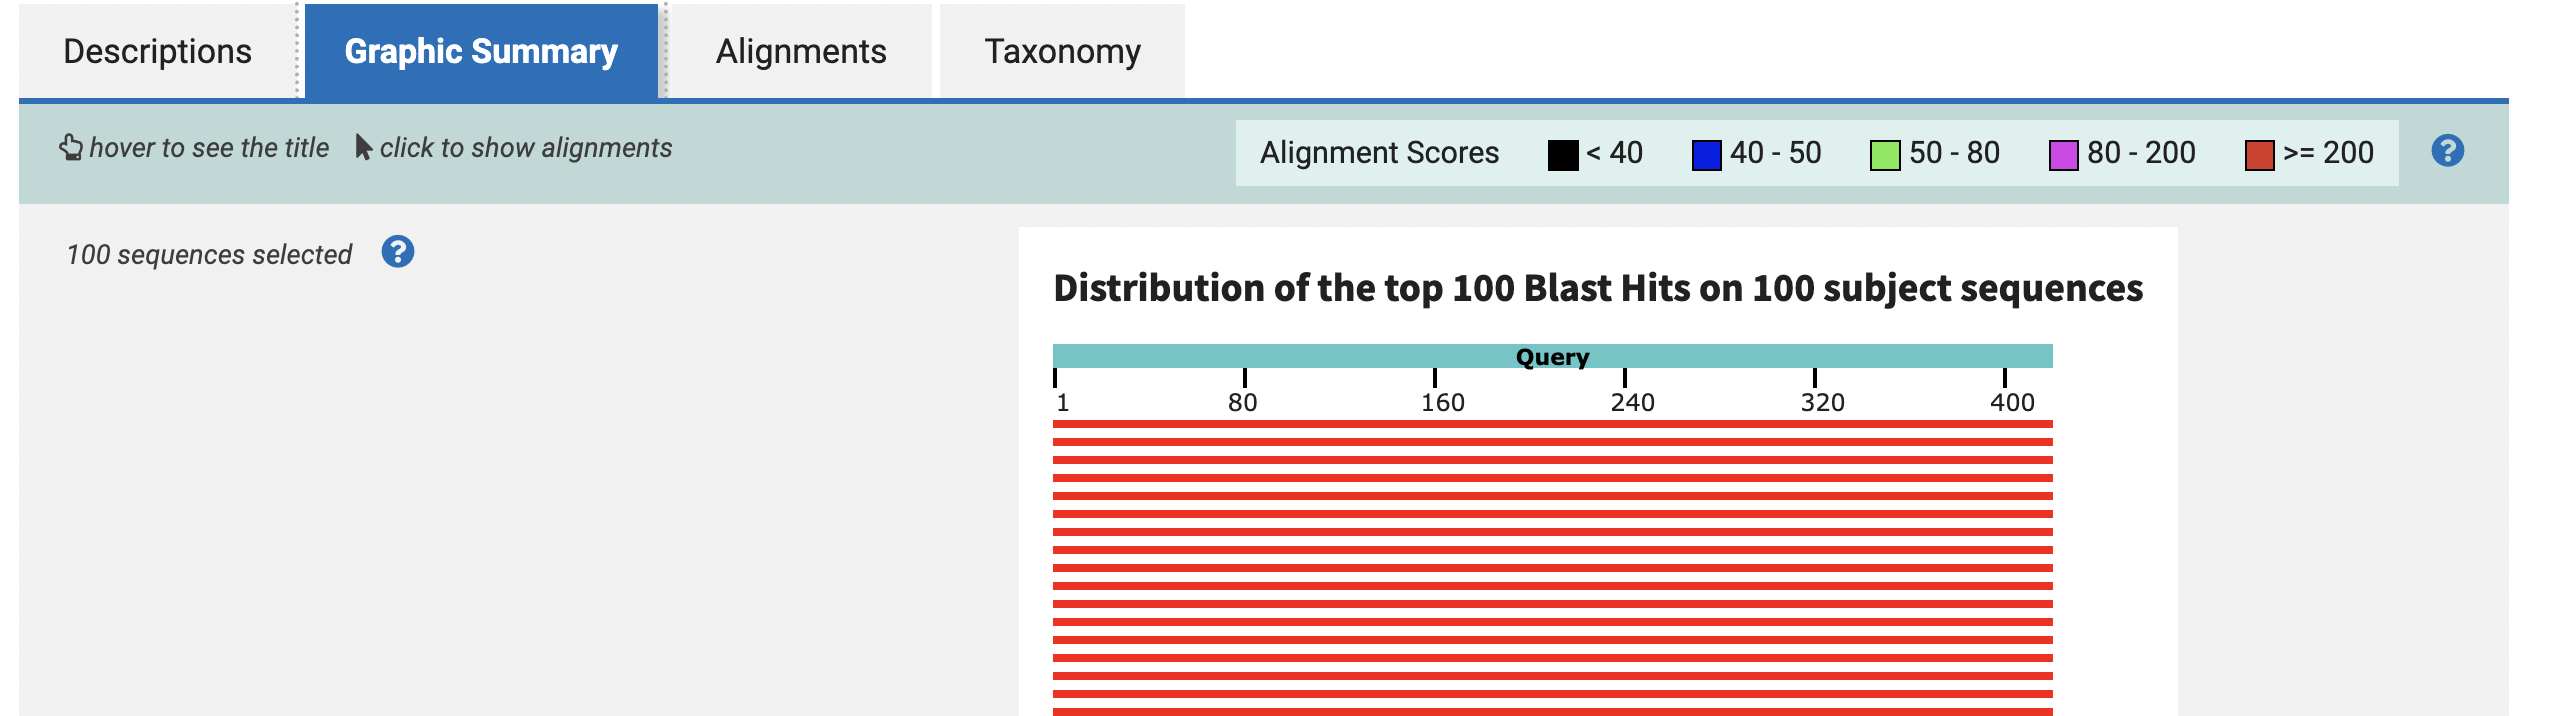 Descriptions Graphic Summary Alignments Taxonomy
hover to see the title click to show alignments Alignment Scores < 40 40 - 50 50 - 80 80 - 200 >= 200 ?
100 sequences selected ?
Distribution of the top 100 Blast Hits on 100 subject sequences
Query
1 80 160 240 320 400